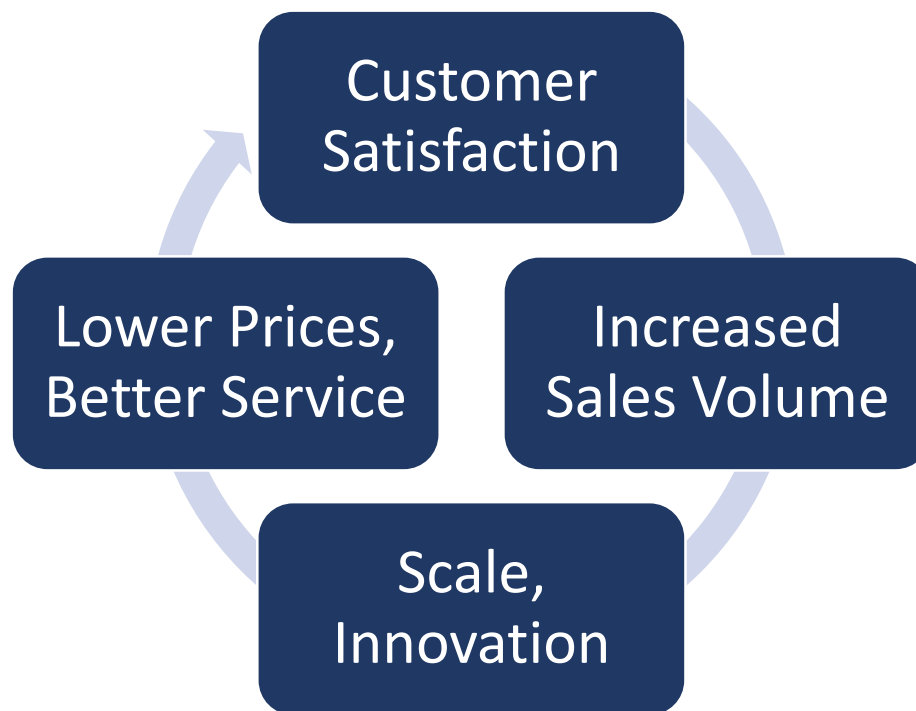 Customer
Satisfaction
Increased
Sales Volume
Scale,
Innovation
Lower Prices,
Better Service